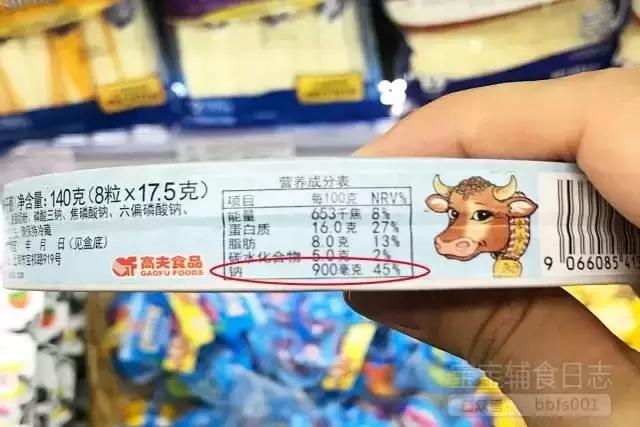 净含量: 140克(8粒×17.5克)
磷酸三钠、焦磷酸钠、六偏磷酸钠、
年 月 日 (见盒底)
高夫食品
GAOFU FOODS
营养成分表
项目 每100克 NRV%
能量 653千焦 8%
蛋白质 16.0克 27%
脂肪 8.0克 13%
碳水化合物 5.0克 2%
钠 900毫克 45%
9 066085 41
宝宝辅食日志
bbfs001